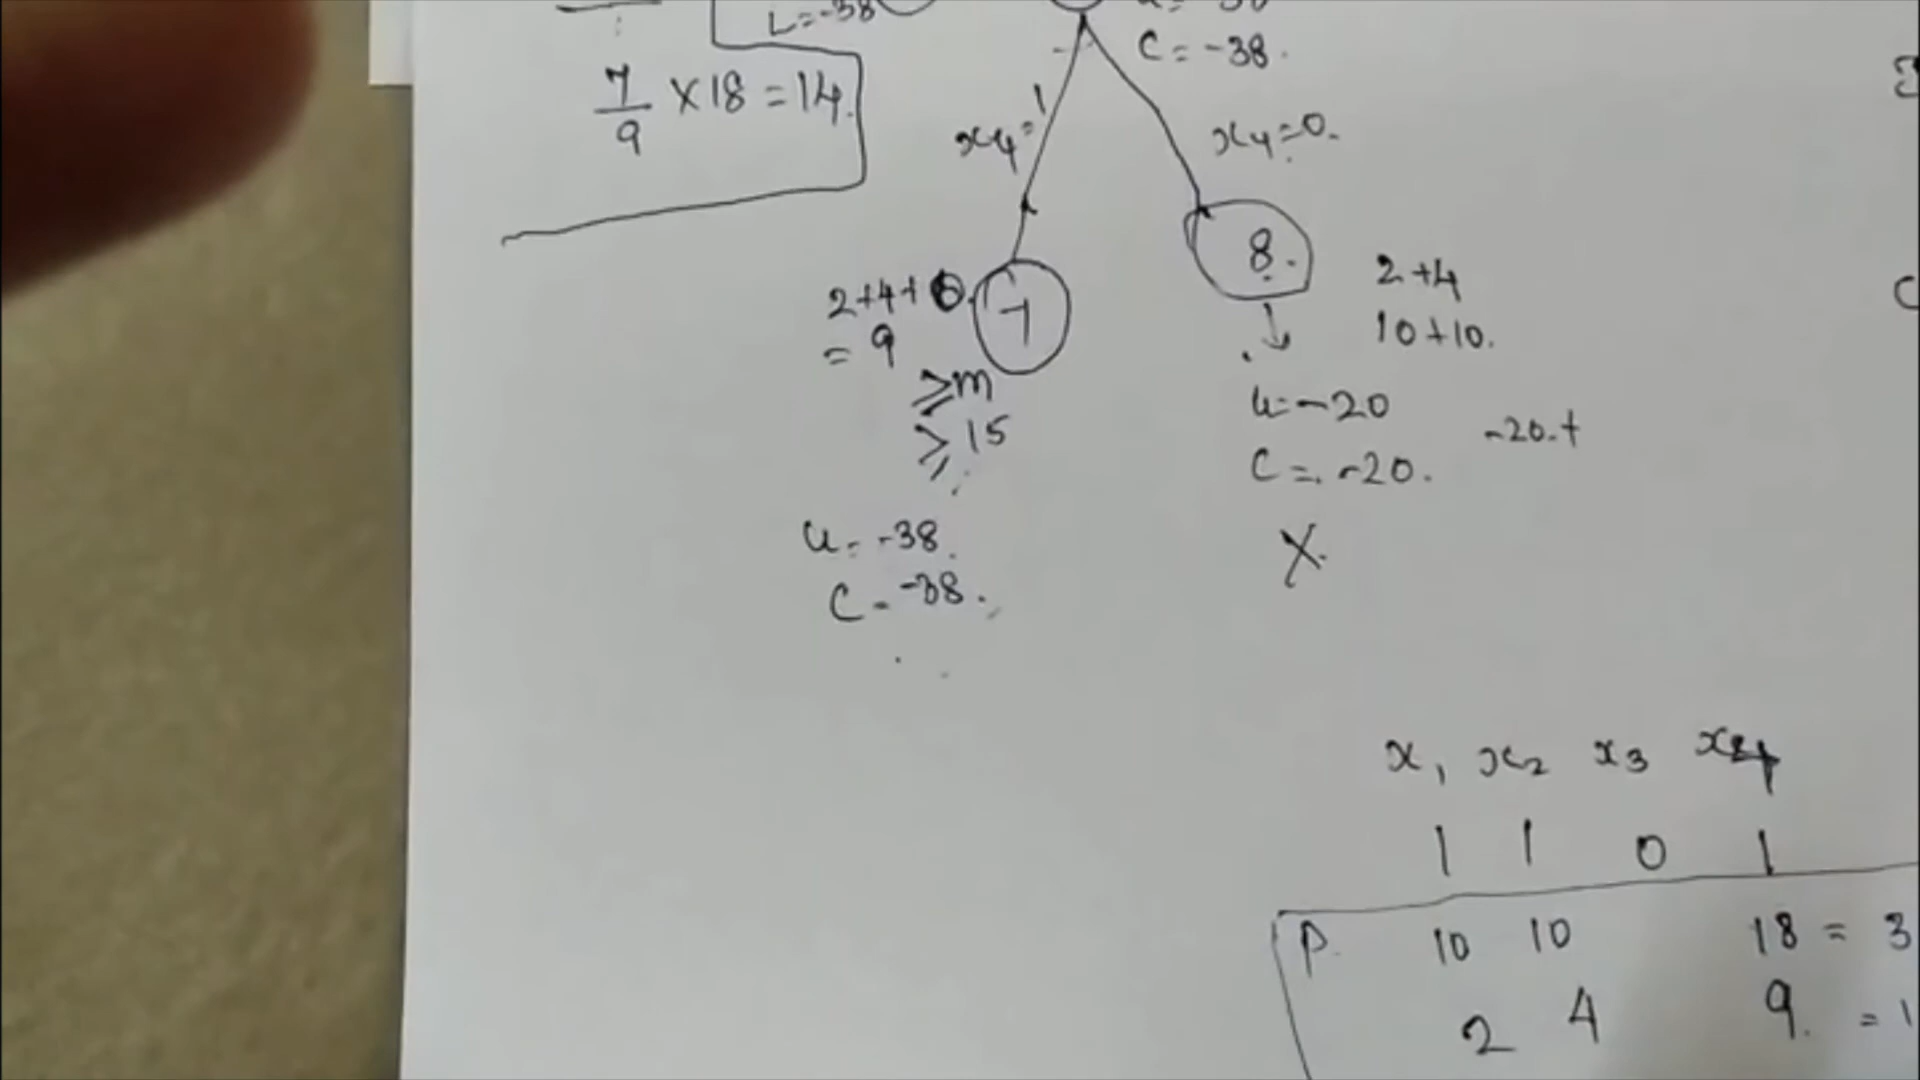 L=-38
C = -38.
7/9 × 18 = 14.
x4 = 1
x4 = 0.
8.
2+4
10+10.
2+4+
= 9
7
≥m
≥ 15
u = -20
-20.+
C = -20.
u = -38.
C = -38.
X.
x1 x2 x3 x4
1 1 0 1
P. 10 10 18 = 3
2 4 9. = 1